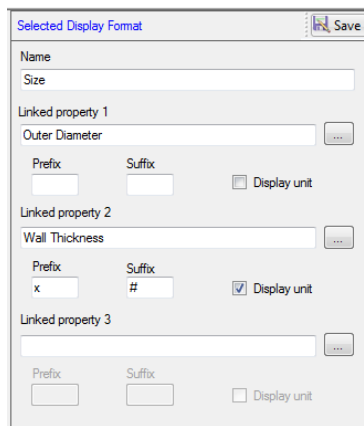 Selected Display Format Save
Name
Size
Linked property 1
Outer Diameter ...
Prefix Suffix
Display unit
Linked property 2
Wall Thickness ...
Prefix Suffix
x # Display unit
Linked property 3
...
Prefix Suffix
Display unit